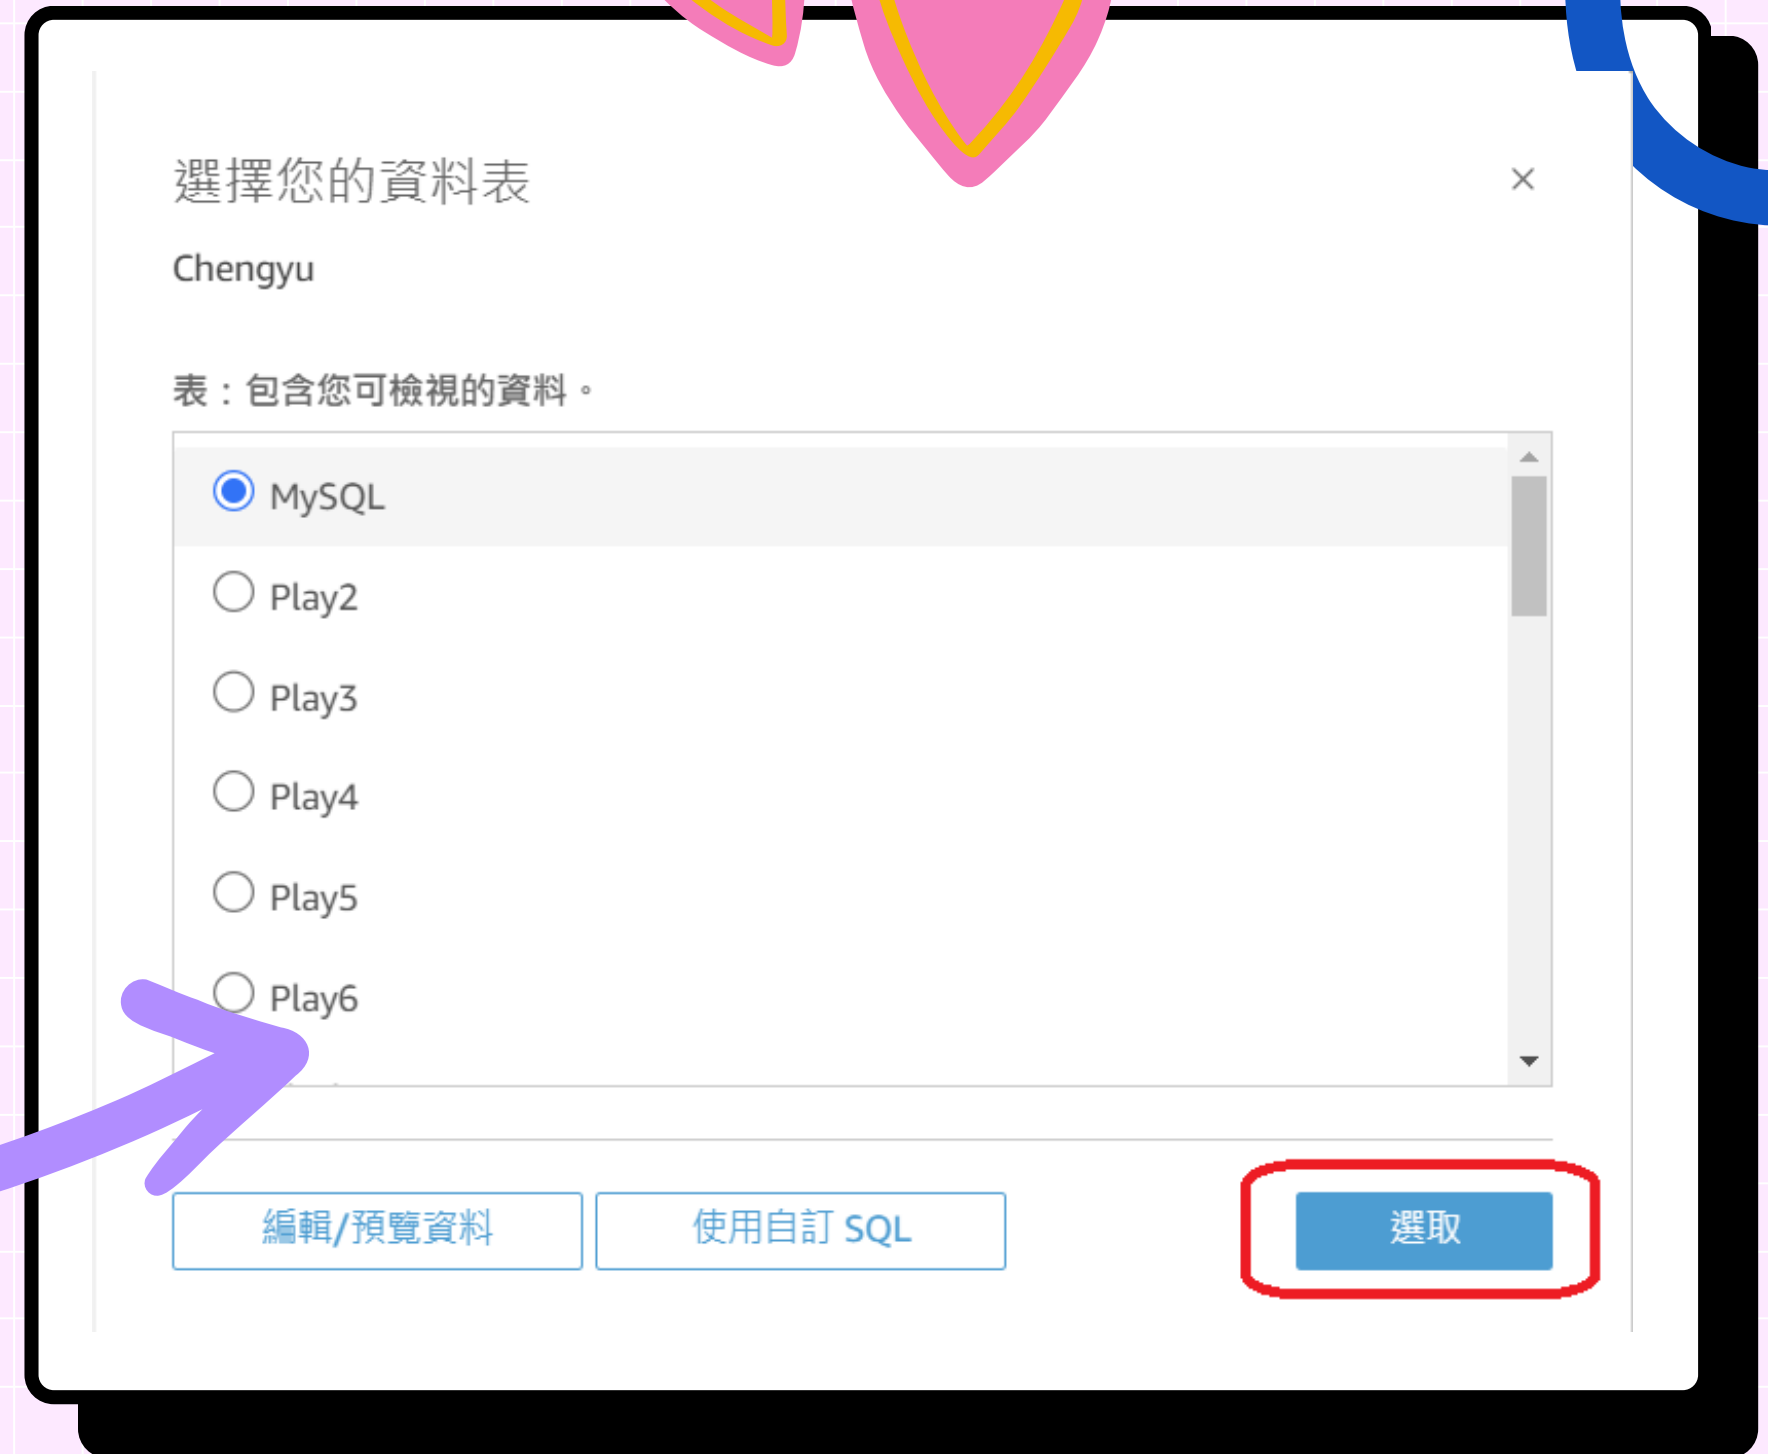 選擇您的資料表
Chengyu
表：包含您可檢視的資料。
MySQL
Play2
Play3
Play4
Play5
Play6
編輯/預覽資料
使用自訂 SQL
選取